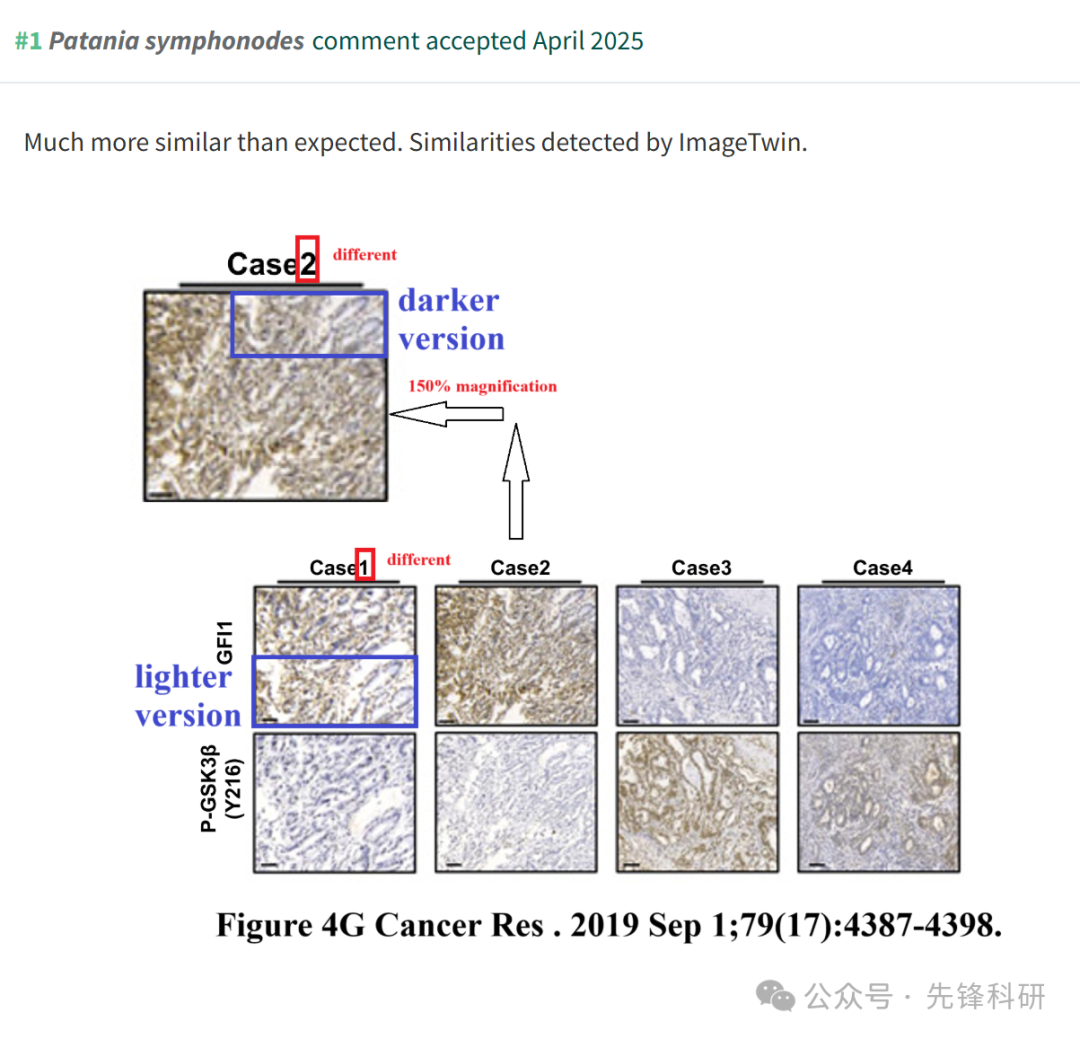 #1 Patania symphonodes comment accepted April 2025
Much more similar than expected. Similarities detected by ImageTwin.
Case2 different
darker
version
150% magnification
Case1 different Case2 Case3 Case4
GFI1
lighter
version
P-GSK3β
(Y216)
Figure 4G Cancer Res . 2019 Sep 1;79(17):4387-4398.
公众号 · 先锋科研